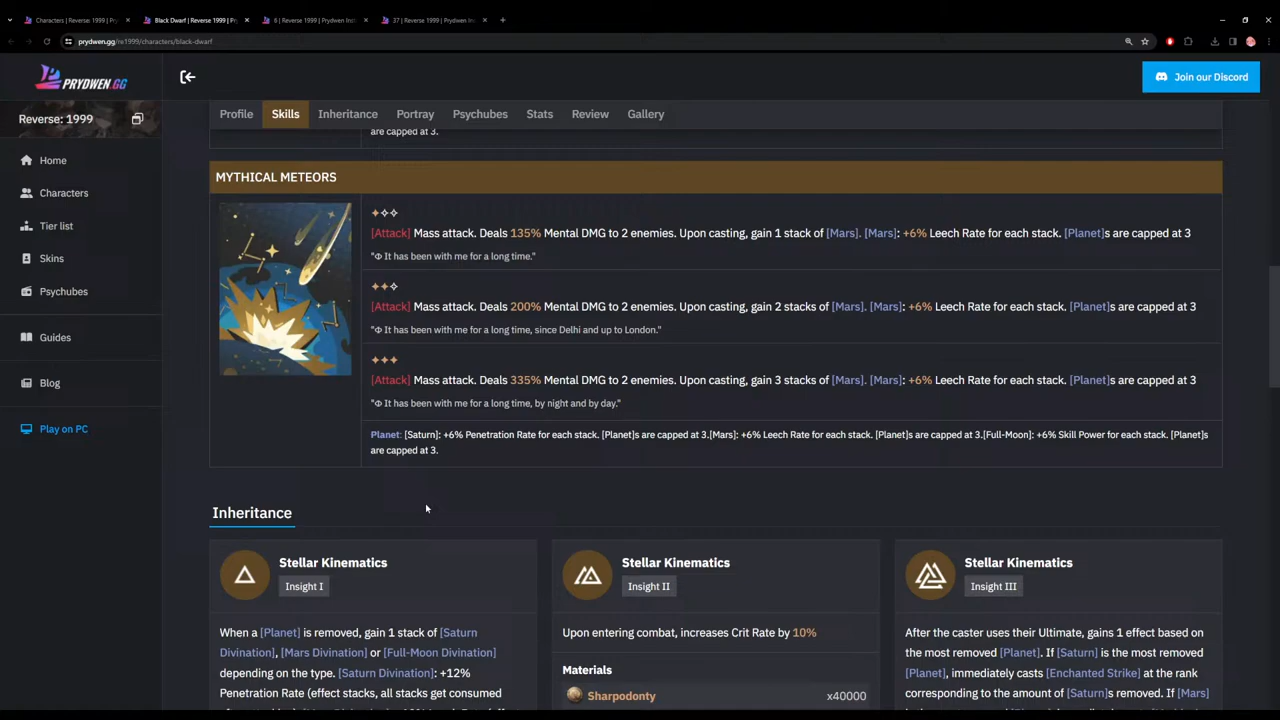 Characters | Reverse: 1999 | Pr
Black Dwarf | Reverse 1999 | Pr
6 | Reverse 1999 | Prydwen Inst
37 | Reverse 1999 | Prydwen In
prydwen.gg/re1999/characters/black-dwarf
PRYDWEN.GG
Join our Discord
Reverse: 1999
Profile Skills Inheritance Portray Psychubes Stats Review Gallery
Home
Characters
Tier list
Skins
Psychubes
Guides
Blog
Play on PC
are capped at 3.
MYTHICAL METEORS
[Attack] Mass attack. Deals 135% Mental DMG to 2 enemies. Upon casting, gain 1 stack of [Mars]. [Mars]: +6% Leech Rate for each stack. [Planet]s are capped at 3
"Φ It has been with me for a long time."
[Attack] Mass attack. Deals 200% Mental DMG to 2 enemies. Upon casting, gain 2 stacks of [Mars]. [Mars]: +6% Leech Rate for each stack. [Planet]s are capped at 3
"Φ It has been with me for a long time, since Delhi and up to London."
[Attack] Mass attack. Deals 335% Mental DMG to 2 enemies. Upon casting, gain 3 stacks of [Mars]. [Mars]: +6% Leech Rate for each stack. [Planet]s are capped at 3
"Φ It has been with me for a long time, by night and by day."
Planet: [Saturn]: +6% Penetration Rate for each stack. [Planet]s are capped at 3.[Mars]: +6% Leech Rate for each stack. [Planet]s are capped at 3.[Full-Moon]: +6% Skill Power for each stack. [Planet]s
are capped at 3.
Inheritance
Stellar Kinematics
Insight I
When a [Planet] is removed, gain 1 stack of [Saturn
Divination], [Mars Divination] or [Full-Moon Divination]
depending on the type. [Saturn Divination]: +12%
Penetration Rate (effect stacks, all stacks get consumed
Stellar Kinematics
Insight II
Upon entering combat, increases Crit Rate by 10%
Materials
Sharpodonty x40000
Stellar Kinematics
Insight III
After the caster uses their Ultimate, gains 1 effect based on
the most removed [Planet]. If [Saturn] is the most removed
[Planet], immediately casts [Enchanted Strike] at the rank
corresponding to the amount of [Saturn]s removed. If [Mars]